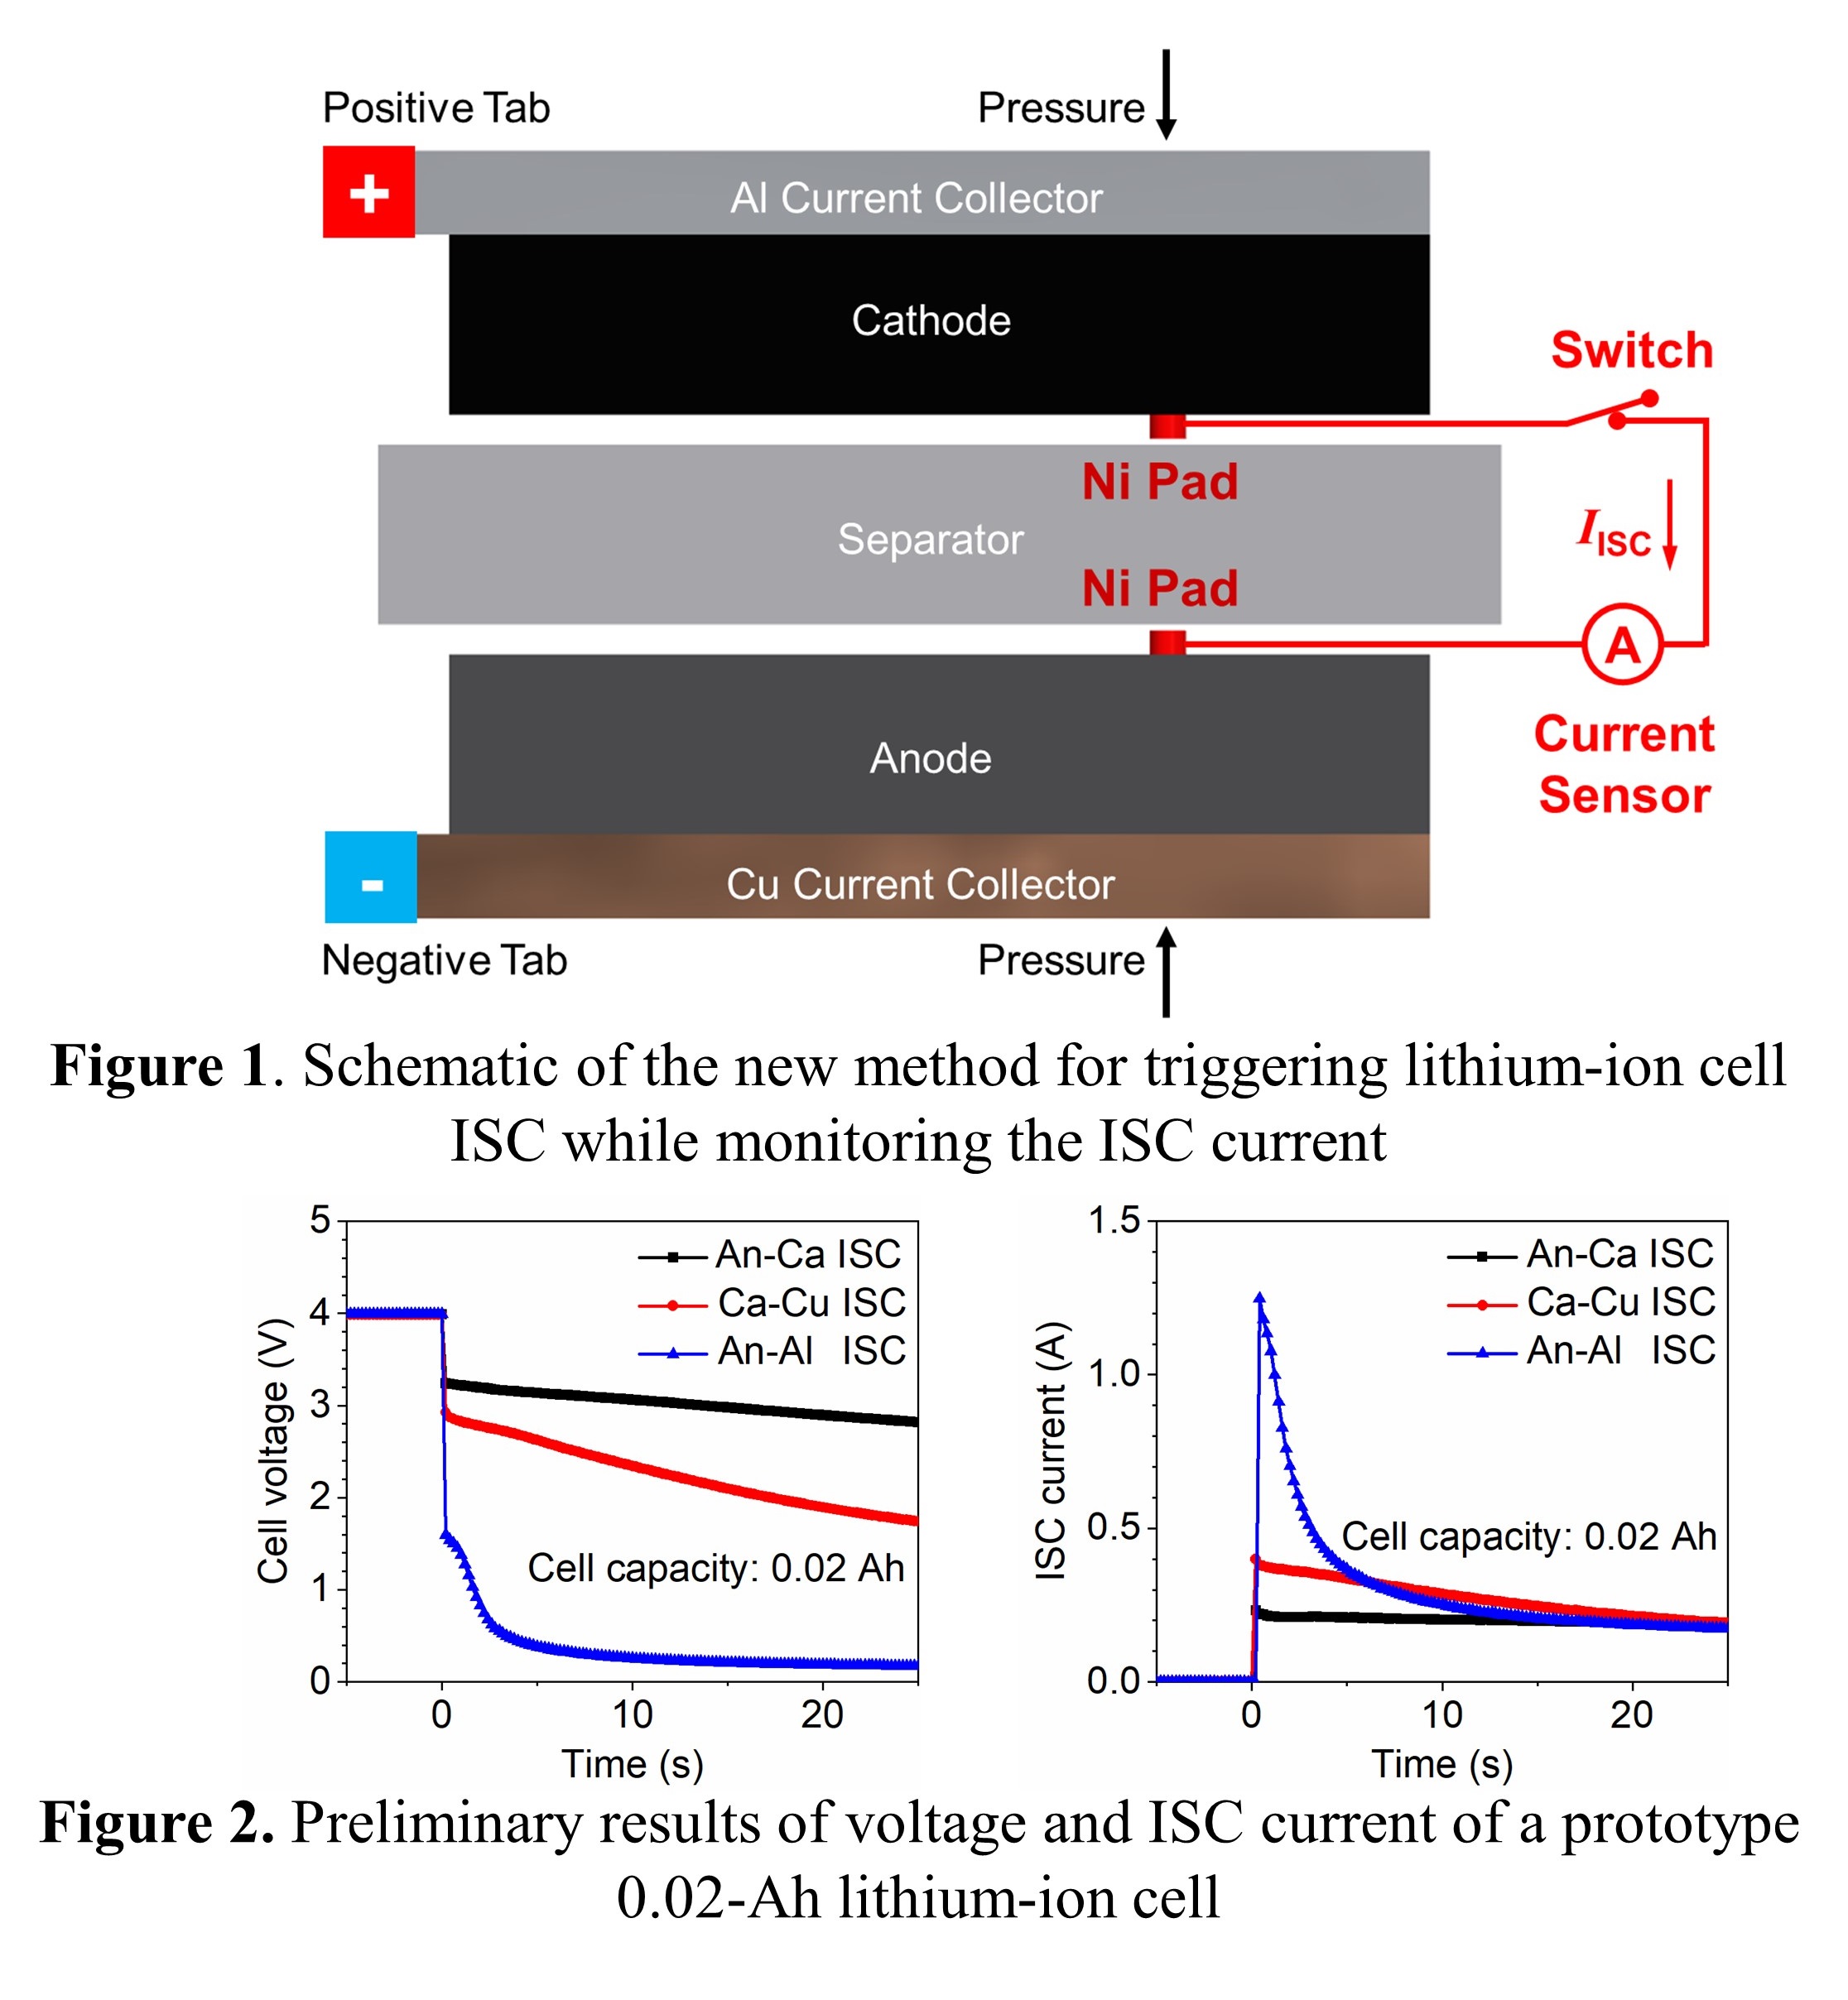 Positive Tab
Pressure
+
Al Current Collector
Cathode
Switch
Ni Pad
Separator
I ISC
Ni Pad
A
Current
Sensor
Anode
-
Cu Current Collector
Negative Tab
Pressure
Figure 1. Schematic of the new method for triggering lithium-ion cell
ISC while monitoring the ISC current
5
4
3
2
1
0
Cell voltage (V)
An-Ca ISC
Ca-Cu ISC
An-Al ISC
Cell capacity: 0.02 Ah
0
10
20
Time (s)
1.5
1.0
0.5
0.0
ISC current (A)
An-Ca ISC
Ca-Cu ISC
An-Al ISC
Cell capacity: 0.02 Ah
0
10
20
Time (s)
Figure 2. Preliminary results of voltage and ISC current of a prototype
0.02-Ah lithium-ion cell